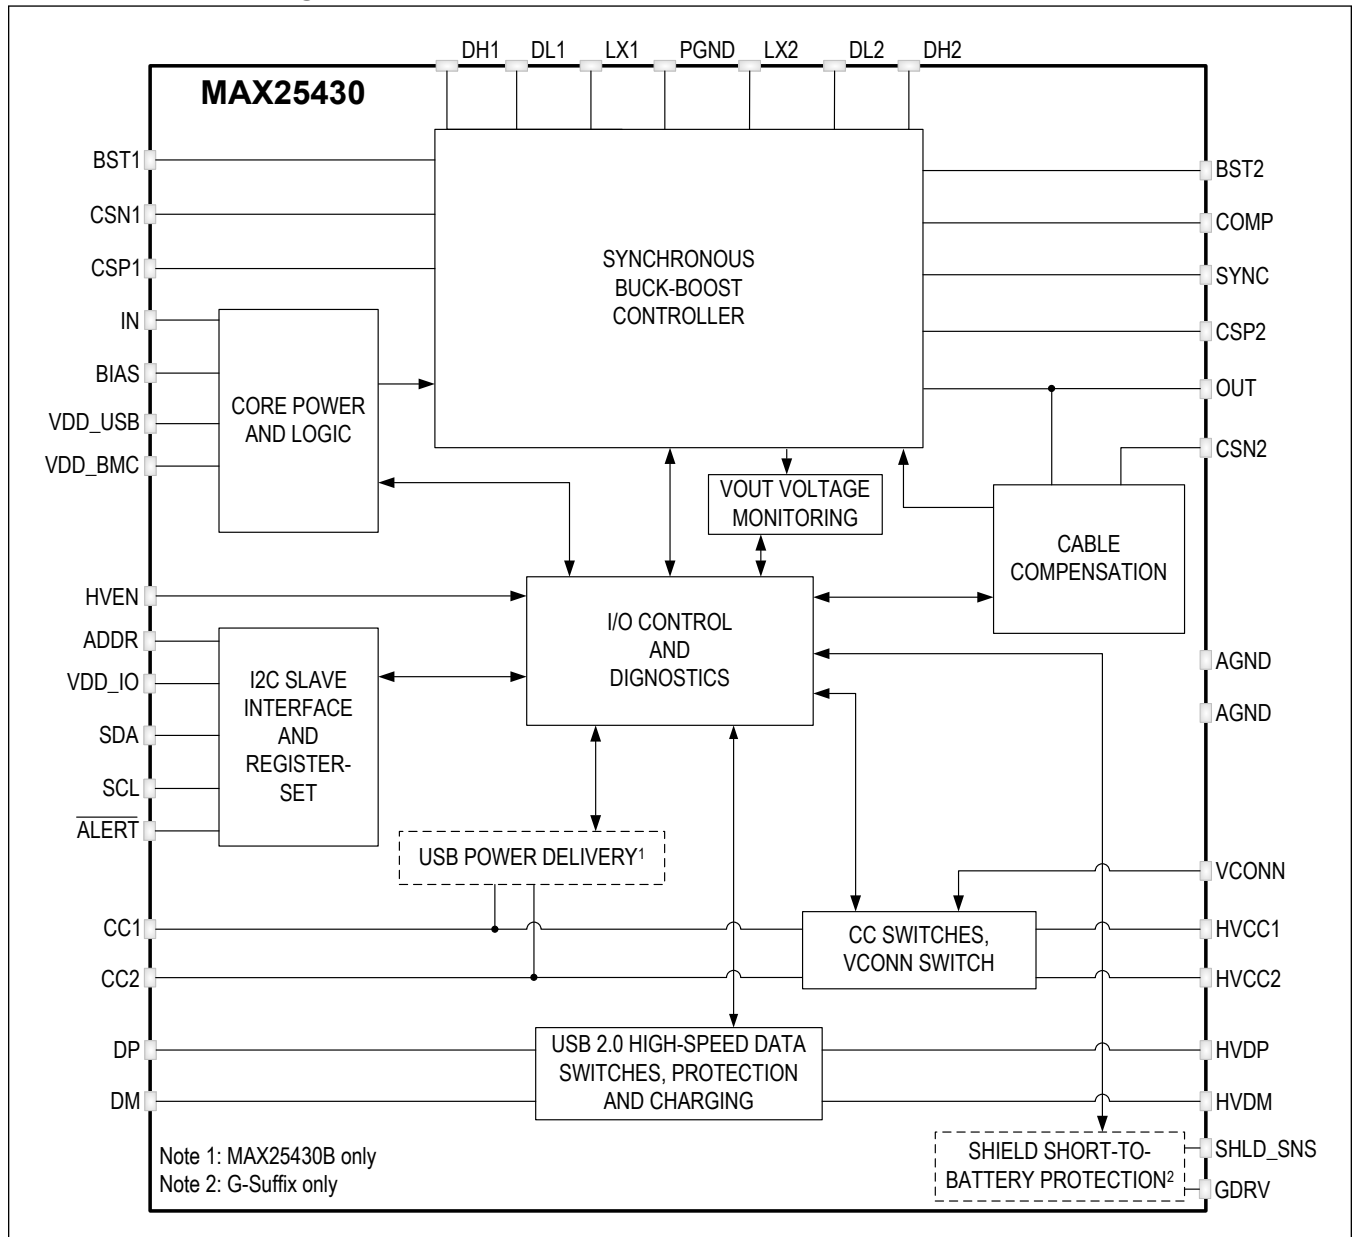 DH1 DL1 LX1 PGND LX2 DL2 DH2
MAX25430
BST1
CSN1
CSP1
IN
BIAS
VDD_USB
VDD_BMC
HVEN
ADDR
VDD_IO
SDA
SCL
ALERT
CC1
CC2
DP
DM
SYNCHRONOUS
BUCK-BOOST
CONTROLLER
CORE POWER
AND LOGIC
VOUT VOLTAGE
MONITORING
CABLE
COMPENSATION
I/O CONTROL
AND
DIGNOSTICS
I2C SLAVE
INTERFACE
AND
REGISTER-
SET
USB POWER DELIVERY¹
CC SWITCHES,
VCONN SWITCH
USB 2.0 HIGH-SPEED DATA
SWITCHES, PROTECTION
AND CHARGING
SHIELD SHORT-TO-
BATTERY PROTECTION²
BST2
COMP
SYNC
CSP2
OUT
CSN2
AGND
AGND
VCONN
HVCC1
HVCC2
HVDP
HVDM
SHLD_SNS
GDRV
Note 1: MAX25430B only
Note 2: G-Suffix only